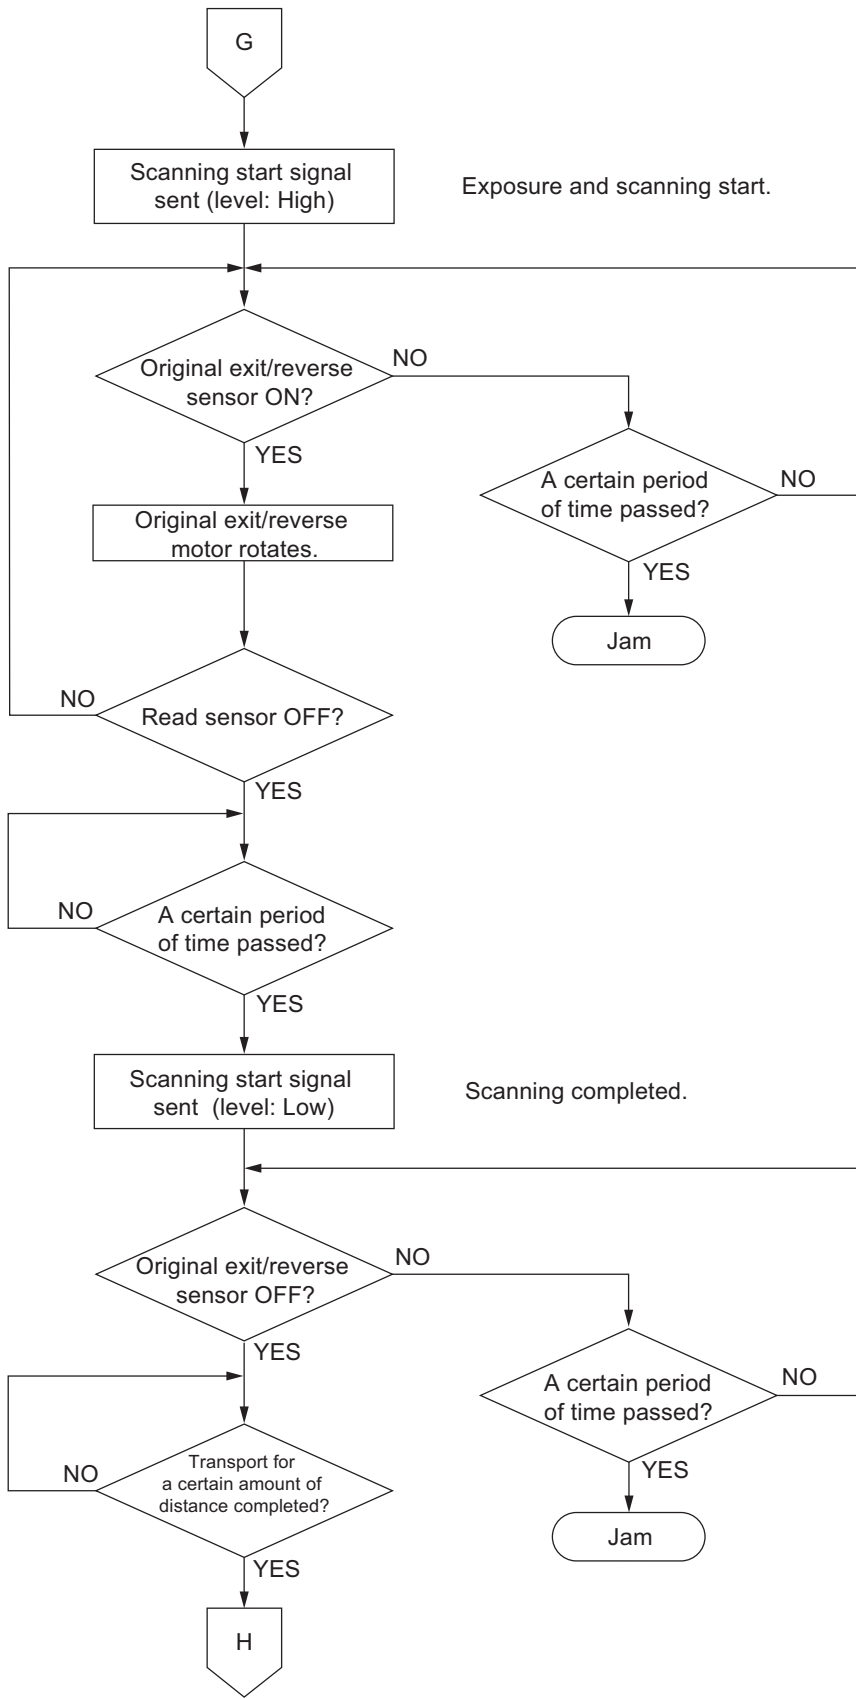 G
Scanning start signal
sent (level: High)
Exposure and scanning start.
Original exit/reverse
sensor ON?
NO
YES
A certain period
of time passed?
NO
YES
Jam
Original exit/reverse
motor rotates.
Read sensor OFF?
NO
YES
A certain period
of time passed?
NO
YES
Scanning start signal
sent  (level: Low)
Scanning completed.
Original exit/reverse
sensor OFF?
NO
YES
A certain period
of time passed?
NO
YES
Jam
Transport for
a certain amount of
distance completed?
NO
YES
H